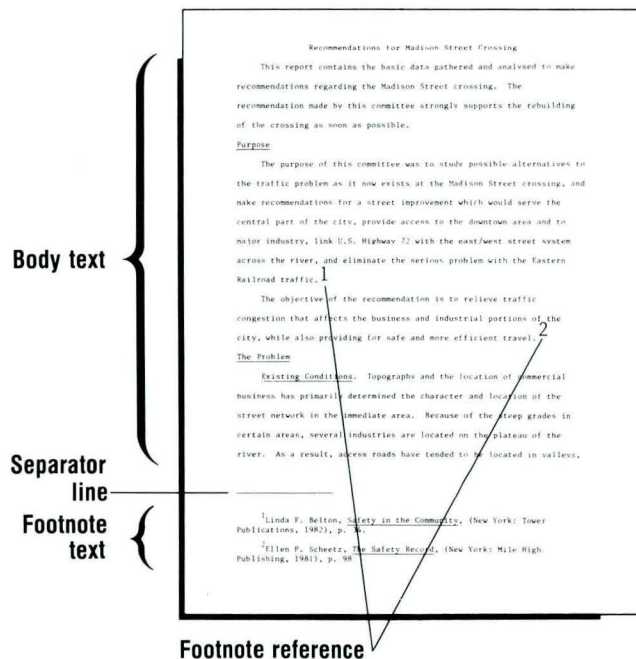 Recommendations for Madison Street Crossing
This report contains the basic data gathered and analysed to make
recommendations regarding the Madison Street crossing. The
recommendation made by this committee strongly supports the rebuilding
of the crossing as soon as possible.
Purpose
The purpose of this committee was to study possible alternatives to
the traffic problem as it now exists at the Madison Street crossing, and
make recommendations for a street improvement which would serve the
central part of the city, provide access to the downtown area and to
major industry, link U.S. Highway 72 with the east/west street system
across the river, and eliminate the serious problem with the Eastern
Railroad traffic. 1
The objective of the recommendation is to relieve traffic
congestion that affects the business and industrial portions of the
city, while also providing for safe and more efficient travel. 2
The Problem
Existing Conditions. Topography and the location of commercial
business has primarily determined the character and location of the
street network in the immediate area. Because of the steep grades in
certain areas, several industries are located on the plateau of the
river. As a result, access roads have tended to be located in valleys,
1Linda F. Belton, Safety in the Community, (New York: Tower
Publications, 1982), p. 34.
2Ellen P. Scheetz, The Safety Record, (New York: Mile High
Publishing, 1981), p. 98
Body text
Separator
line
Footnote
text
Footnote reference